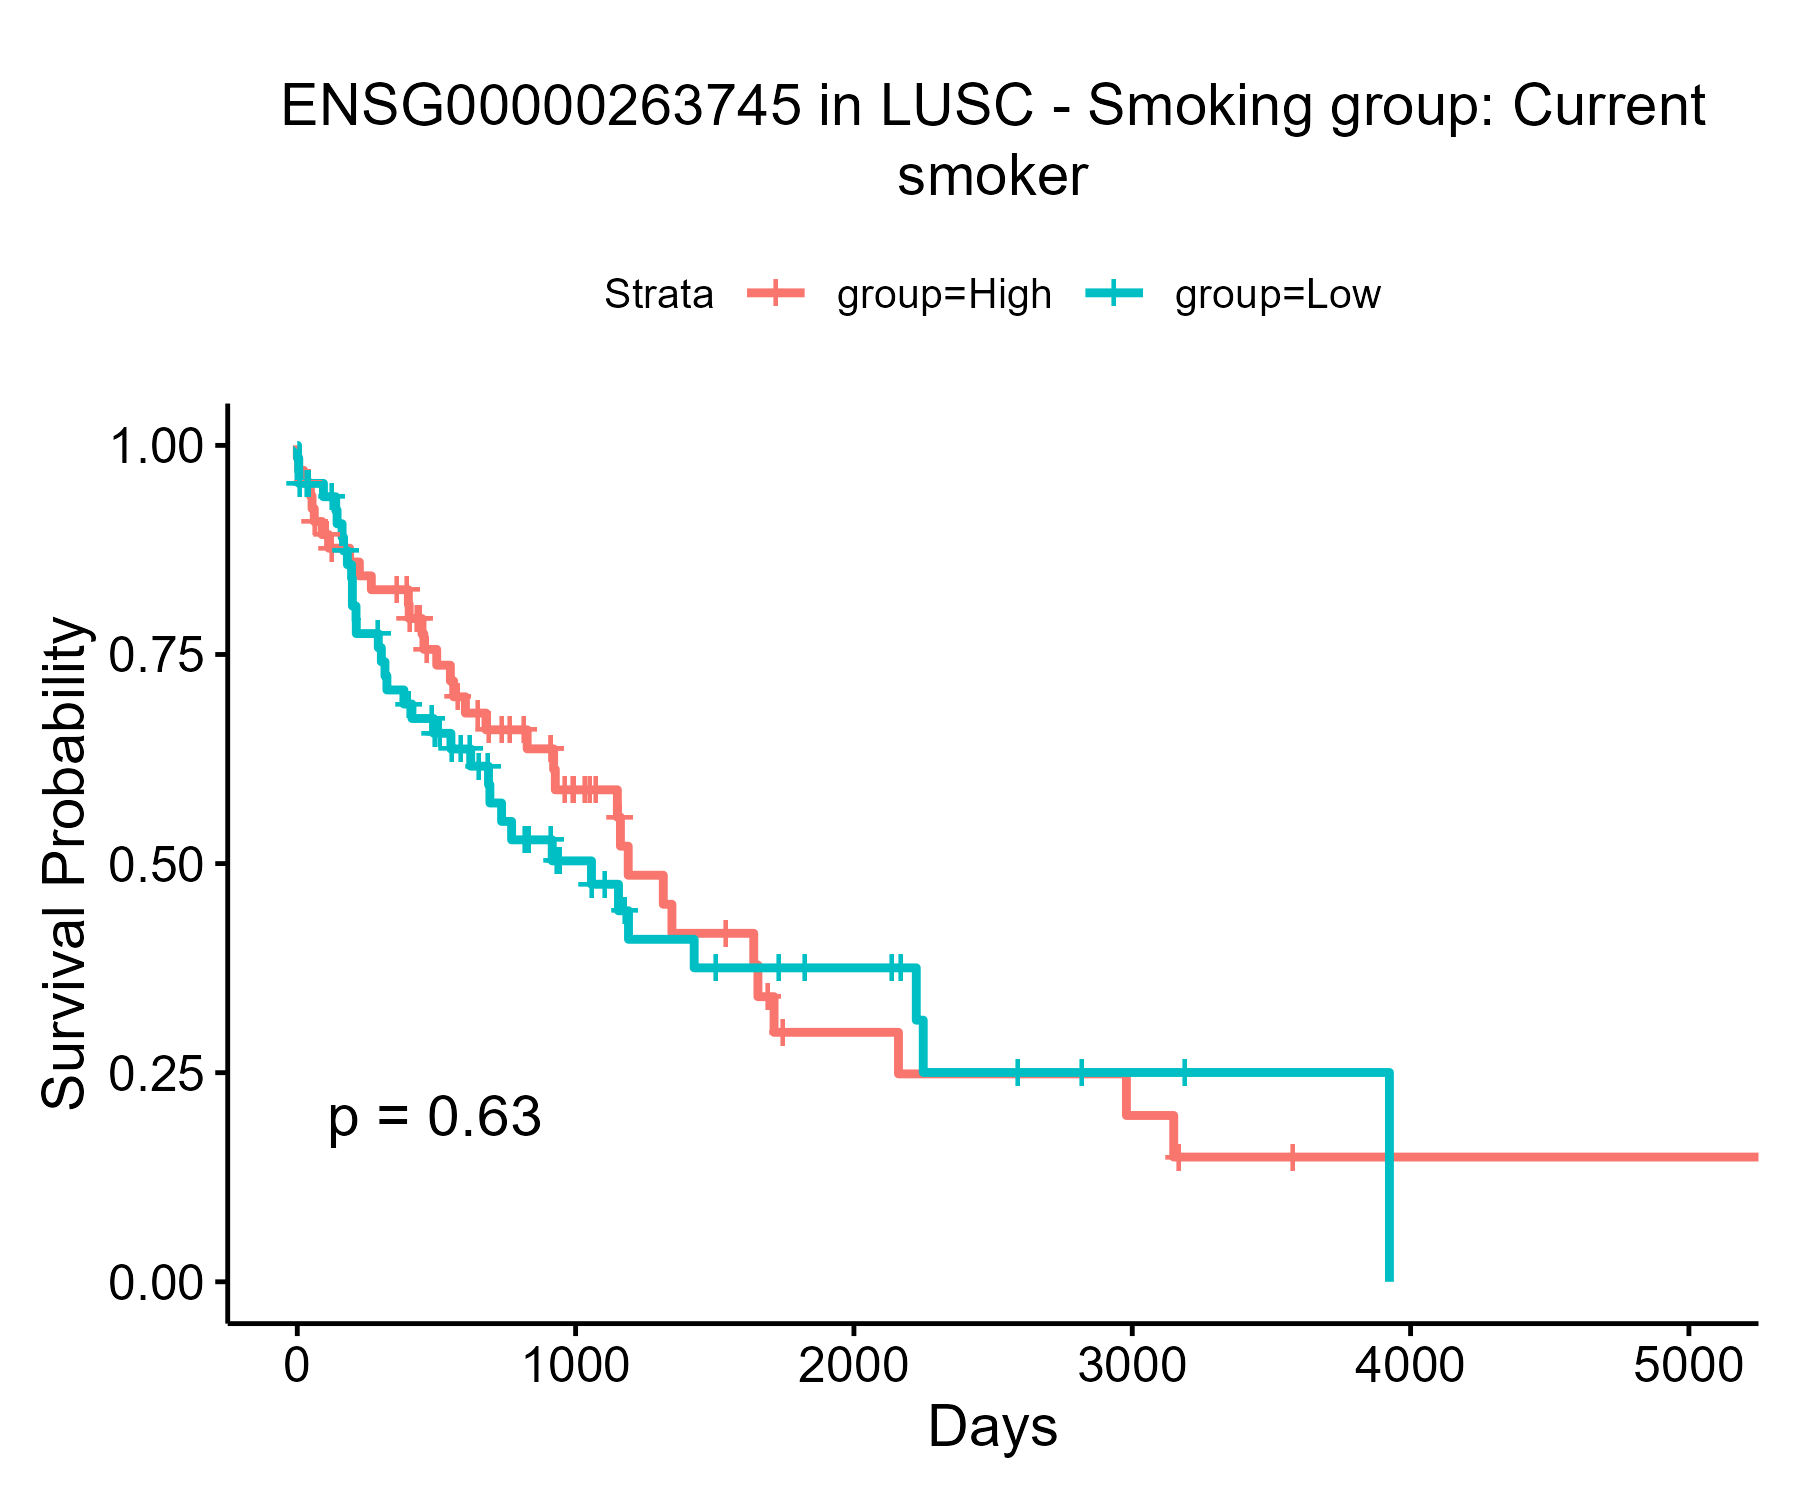 ENSG00000263745 in LUSC - Smoking group: Current
smoker
Strata group=High group=Low
1.00
0.75
0.50
0.25
0.00
Survival Probability
p = 0.63
0 1000 2000 3000 4000 5000
Days